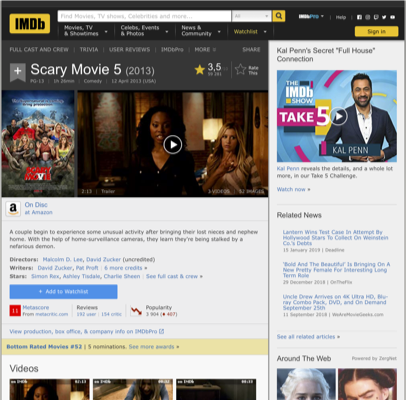 IMDb
Find Movies, TV shows, Celebrities and more...
All
IMDbPro
Help
Movies, TV
& Showtimes
Celebs, Events
& Photos
News &
Community
Watchlist
Sign in
FULL CAST AND CREW | TRIVIA | USER REVIEWS | IMDbPro | MORE
SHARE
Scary Movie 5 (2013)
PG-13 | 1h 26min | Comedy | 12 April 2013 (USA)
3,5
Rate
This
2:13 | Trailer
3 VIDEOS | 52 IMAGES
On Disc
at Amazon
A couple begin to experience some unusual activity after bringing their lost nieces and nephew
home. With the help of home-surveillance cameras, they learn they're being stalked by a
nefarious demon.
Directors: Malcolm D. Lee, David Zucker (uncredited)
Writers: David Zucker, Pat Proft | 6 more credits »
Stars: Simon Rex, Ashley Tisdale, Charlie Sheen | See full cast & crew »
+ Add to Watchlist
11
Metascore
From metacritic.com
Reviews
192 user | 154 critic
Popularity
3 904 ( 407)
View production, box office, & company info on IMDbPro
Bottom Rated Movies #52 | 5 nominations. See more awards »
Videos
Kal Penn's Secret "Full House"
Connection
THE
IMDb
SHOW
TAKE 5
KAL PENN
Kal Penn reveals the details, and a whole lot
more, in our Take 5 Challenge.
Watch now »
Related News
Lantern Wins Test Case In Attempt By
Hollywood Stars To Collect On Weinstein
Co.'s Debts
15 January 2019 | Deadline
'Bold And The Beautiful' Is Bringing On A
New Pretty Female For Interesting Long
Term Role
29 December 2018 | OnTheFlix
Uncle Drew Arrives on 4K Ultra HD, Blu-
ray Combo Pack, DVD, and On Demand
September 25th
11 September 2018 | WeAreMovieGeeks.com
See all related articles »
Around The Web
Powered by ZergNet